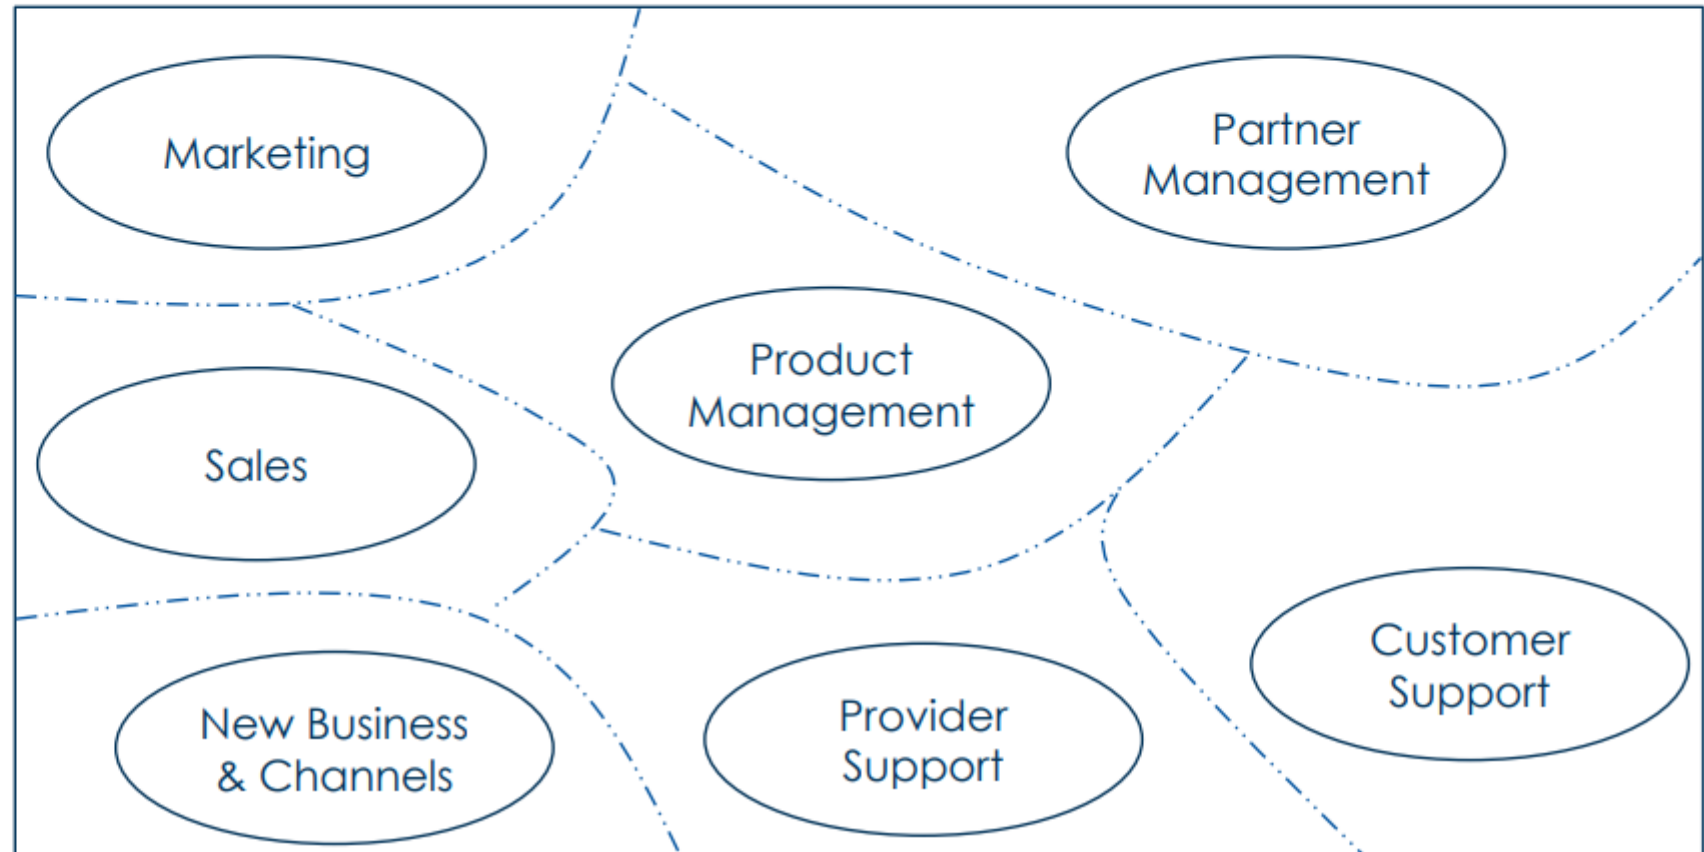 Marketing
Partner
Management
Product
Management
Sales
Customer
Support
New Business
& Channels
Provider
Support